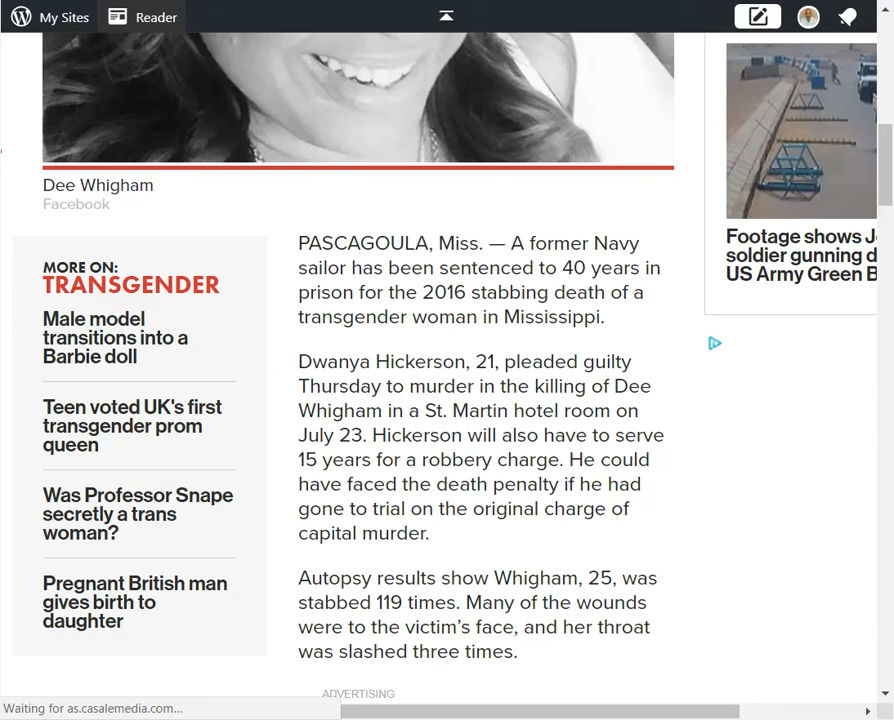 My Sites
Reader
Dee Whigham
Facebook
MORE ON:
TRANSGENDER
Male model
transitions into a
Barbie doll
Teen voted UK's first
transgender prom
queen
Was Professor Snape
secretly a trans
woman?
Pregnant British man
gives birth to
daughter
PASCAGOULA, Miss. — A former Navy
sailor has been sentenced to 40 years in
prison for the 2016 stabbing death of a
transgender woman in Mississippi.
Dwanya Hickerson, 21, pleaded guilty
Thursday to murder in the killing of Dee
Whigham in a St. Martin hotel room on
July 23. Hickerson will also have to serve
15 years for a robbery charge. He could
have faced the death penalty if he had
gone to trial on the original charge of
capital murder.
Autopsy results show Whigham, 25, was
stabbed 119 times. Many of the wounds
were to the victim’s face, and her throat
was slashed three times.
ADVERTISING
Footage shows J
soldier gunning d
US Army Green B
Waiting for as.casalemedia.com...